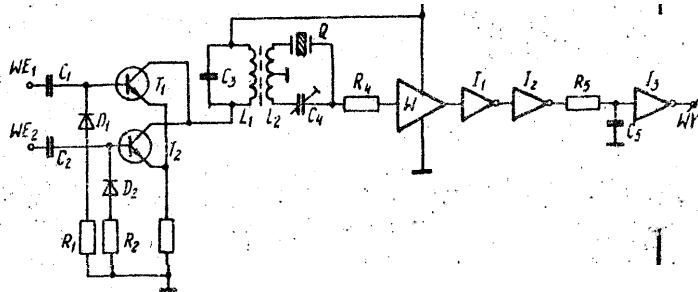 WE₁ C₁ T₁ D₁
WE₂ C₂ T₂ D₂
R₁ R₂
C₃ L₁ L₂ Q C₄
R₄ W I₁ I₂ R₅ C₅ I₃ WY